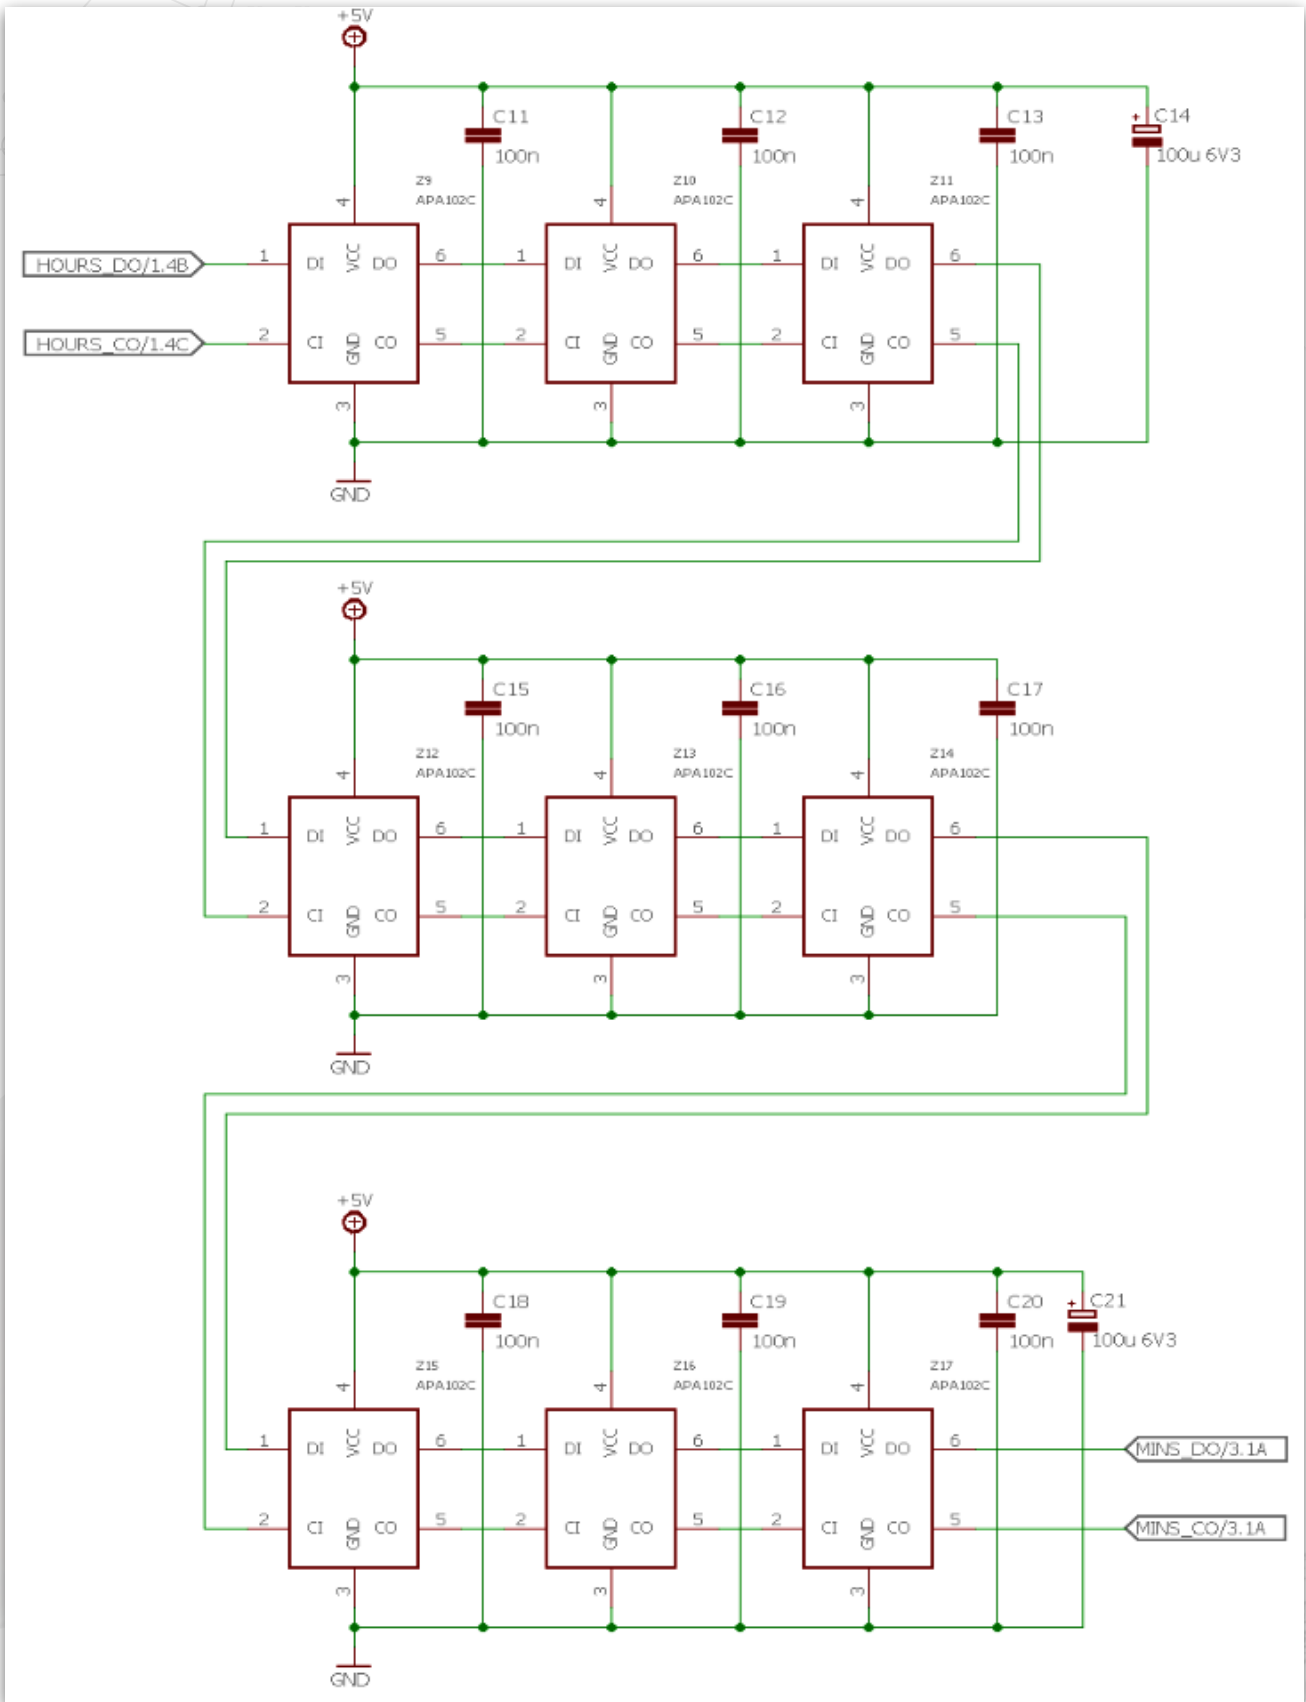 +5V
C11
100n
C12
100n
C13
100n
C14
100u 6V3
Z9
APA102C
Z10
APA102C
Z11
APA102C
HOURS_DO/1.4B
HOURS_CO/1.4C
4
1
DI
VCC
DO
6
2
CI
GND
CO
5
3
4
1
DI
VCC
DO
6
2
CI
GND
CO
5
3
4
1
DI
VCC
DO
6
2
CI
GND
CO
5
3
GND
+5V
C15
100n
C16
100n
C17
100n
Z12
APA102C
Z13
APA102C
Z14
APA102C
4
1
DI
VCC
DO
6
2
CI
GND
CO
5
3
4
1
DI
VCC
DO
6
2
CI
GND
CO
5
3
4
1
DI
VCC
DO
6
2
CI
GND
CO
5
3
GND
+5V
C18
100n
C19
100n
C20
100n
C21
100u 6V3
Z15
APA102C
Z16
APA102C
Z17
APA102C
4
1
DI
VCC
DO
6
2
CI
GND
CO
5
3
4
1
DI
VCC
DO
6
2
CI
GND
CO
5
3
4
1
DI
VCC
DO
6
2
CI
GND
CO
5
3
MINS_DO/3.1A
MINS_CO/3.1A
GND